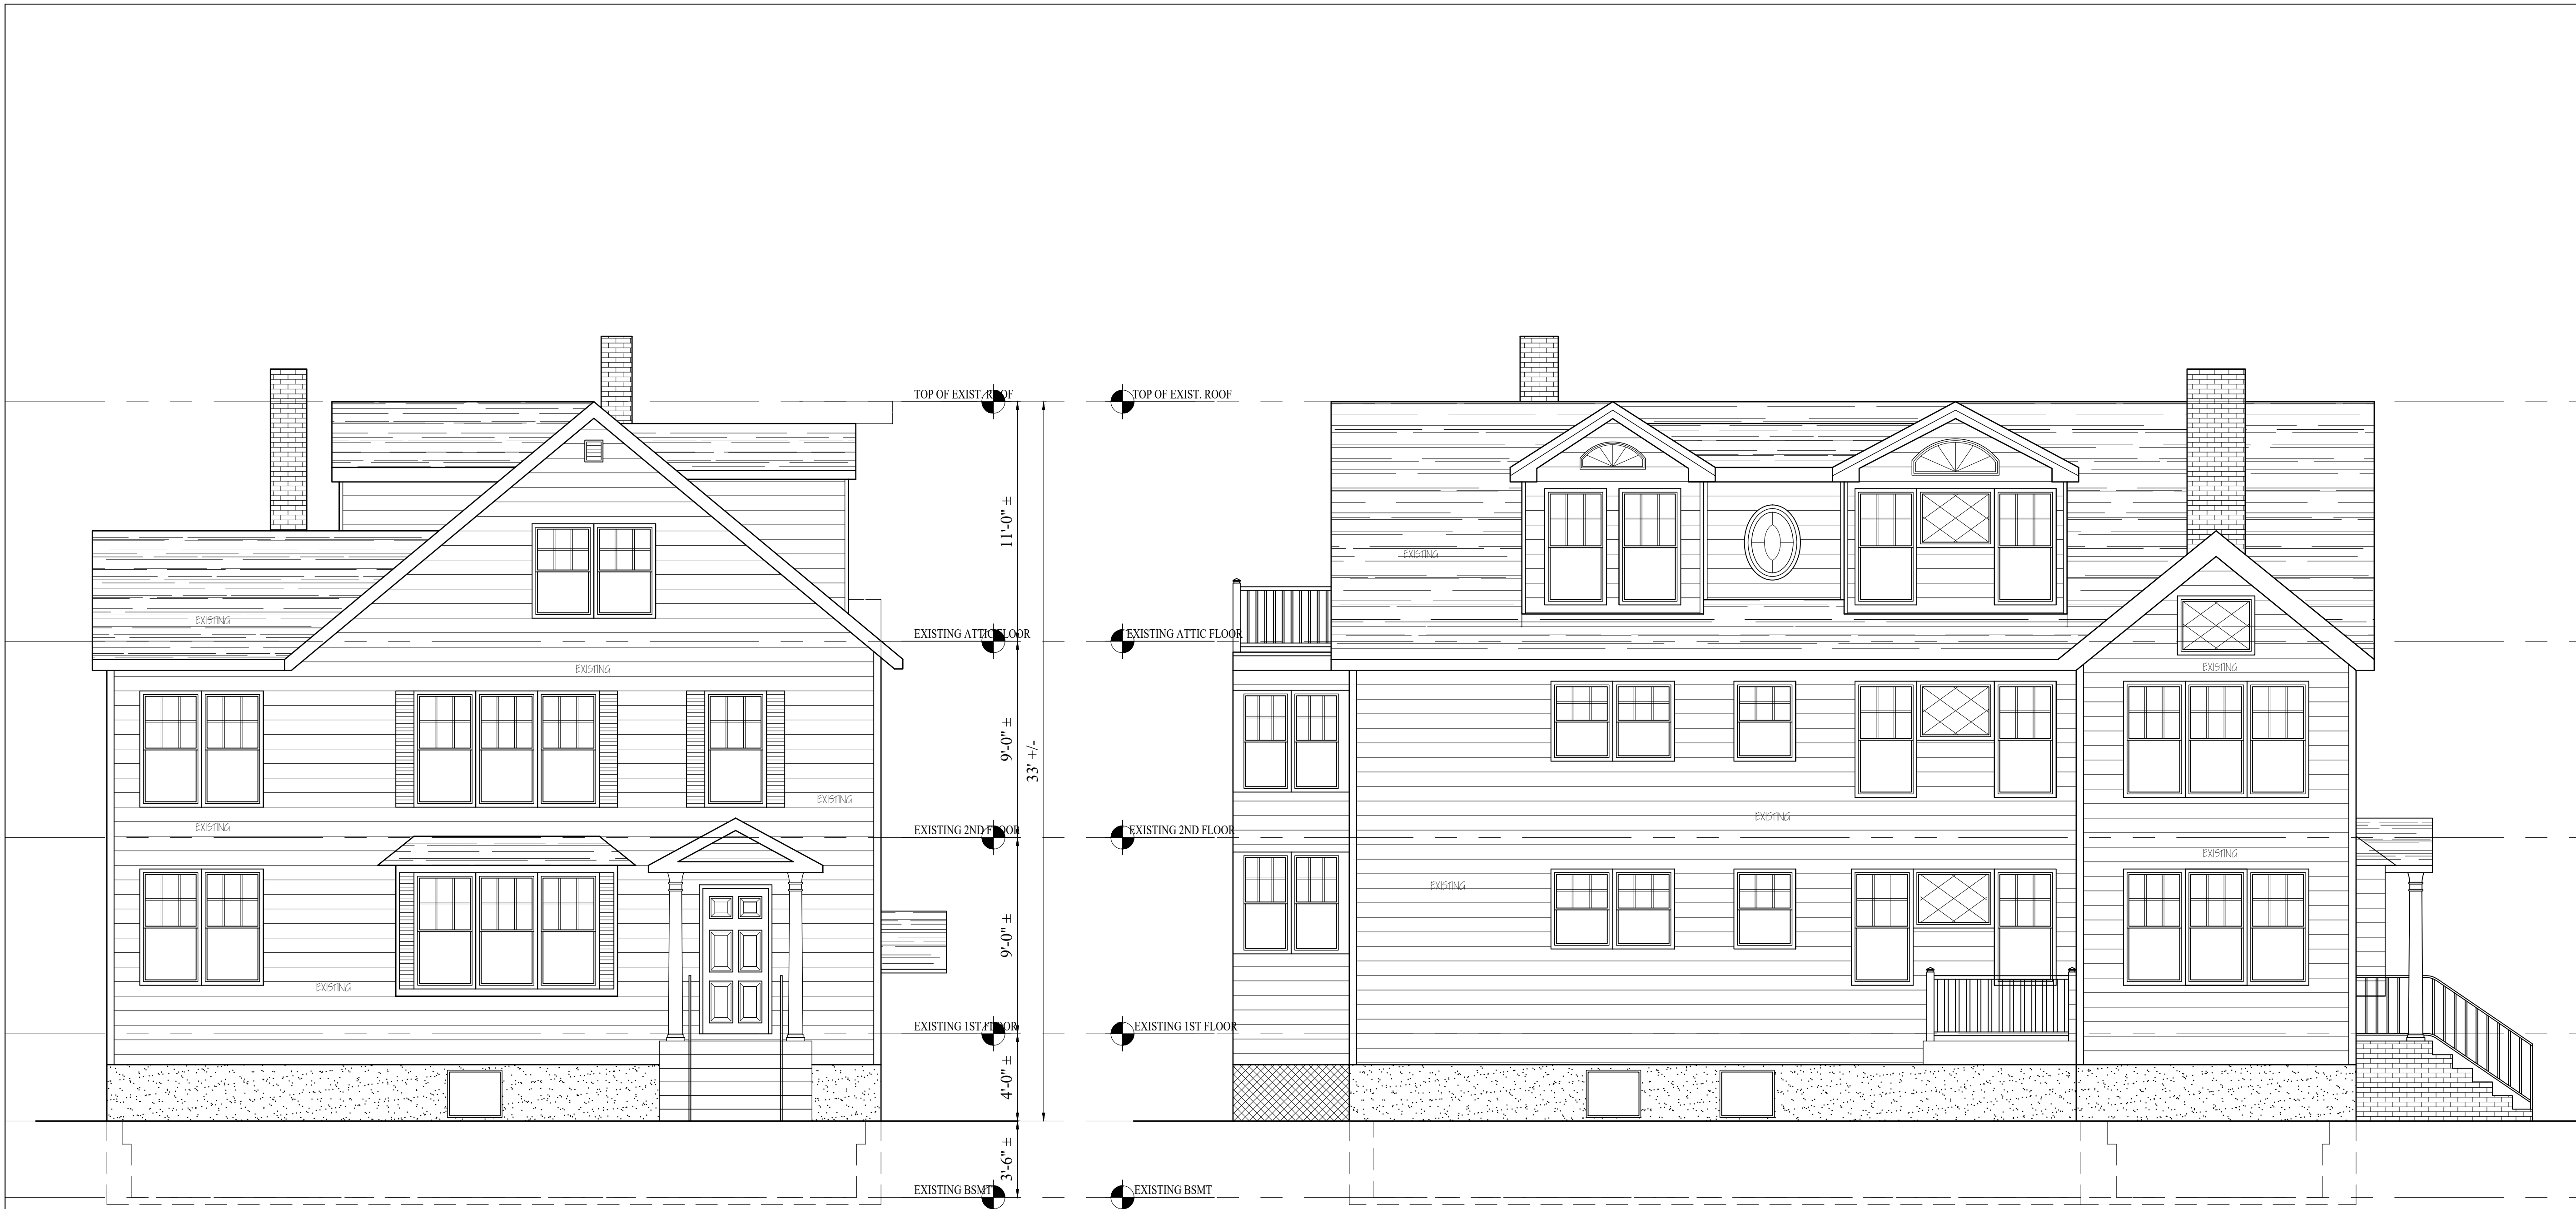 TOP OF EXIST. ROOF
TOP OF EXIST. ROOF
11'-0" ±
EXISTING
EXISTING
EXISTING ATTIC FLOOR
EXISTING ATTIC FLOOR
EXISTING
EXISTING
9'-0" ±
33' +/-
EXISTING
EXISTING
EXISTING
EXISTING 2ND FLOOR
EXISTING 2ND FLOOR
EXISTING
EXISTING
9'-0" ±
EXISTING
EXISTING 1ST FLOOR
EXISTING 1ST FLOOR
4'-0" ±
3'-6" ±
EXISTING BSMT
EXISTING BSMT